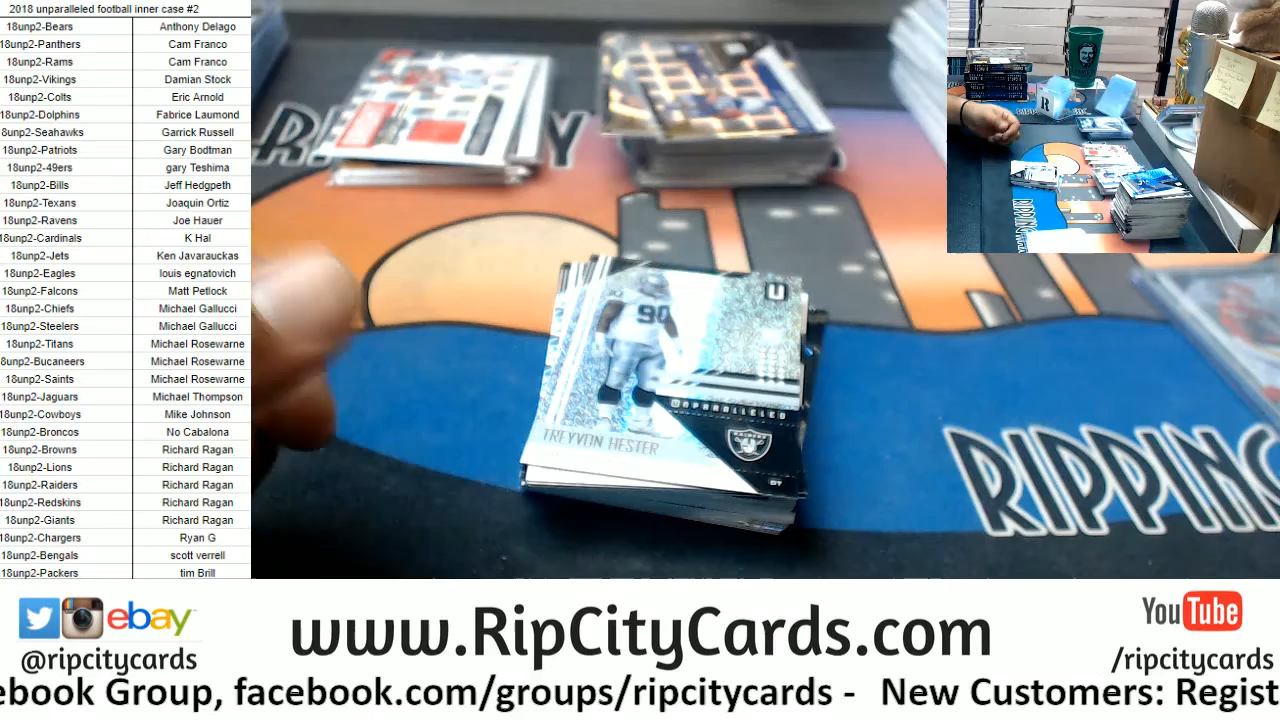 2018 unparalleled football inner case #2
18unp2-Bears Anthony Delago
18unp2-Panthers Cam Franco
18unp2-Rams Cam Franco
18unp2-Vikings Damian Stock
18unp2-Colts Eric Arnold
18unp2-Dolphins Fabrice Laumond
8unp2-Seahawks Garrick Russell
18unp2-Patriots Gary Bodtman
18unp2-49ers gary Teshima
18unp2-Bills Jeff Hedgpeth
18unp2-Texans Joaquin Ortiz
18unp2-Ravens Joe Hauer
8unp2-Cardinals K Hal
18unp2-Jets Ken Javarauckas
18unp2-Eagles louis egnatovich
18unp2-Falcons Matt Petlock
18unp2-Chiefs Michael Gallucci
18unp2-Steelers Michael Gallucci
18unp2-Titans Michael Rosewarne
8unp2-Bucaneers Michael Rosewarne
18unp2-Saints Michael Rosewarne
18unp2-Jaguars Michael Thompson
18unp2-Cowboys Mike Johnson
18unp2-Broncos No Cabalona
18unp2-Browns Richard Ragan
18unp2-Lions Richard Ragan
18unp2-Raiders Richard Ragan
18unp2-Redskins Richard Ragan
18unp2-Giants Richard Ragan
18unp2-Chargers Ryan G
18unp2-Bengals scott verrell
18unp2-Packers tim Brill
90
UNPARALLELED
TREYVON HESTER
RAIDERS
DT
RIPPING
RIPPING
ebay
@ripcitycards
www.RipCityCards.com
YouTube
/ripcitycards
ebook Group, facebook.com/groups/ripcitycards - New Customers: Regist